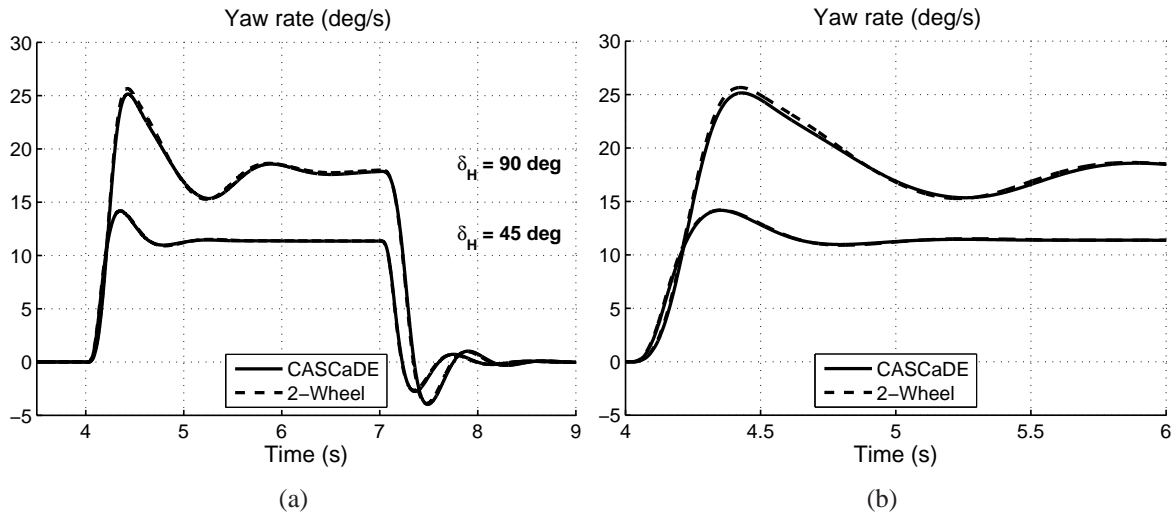 Yaw rate (deg/s)
30
25
20
15
10
5
0
−5
4
5
6
7
8
9
δH = 90 deg
δH = 45 deg
CASCaDE
2−Wheel
Time (s)
(a)
Yaw rate (deg/s)
30
25
20
15
10
5
0
−5
4
4.5
5
5.5
6
CASCaDE
2−Wheel
Time (s)
(b)